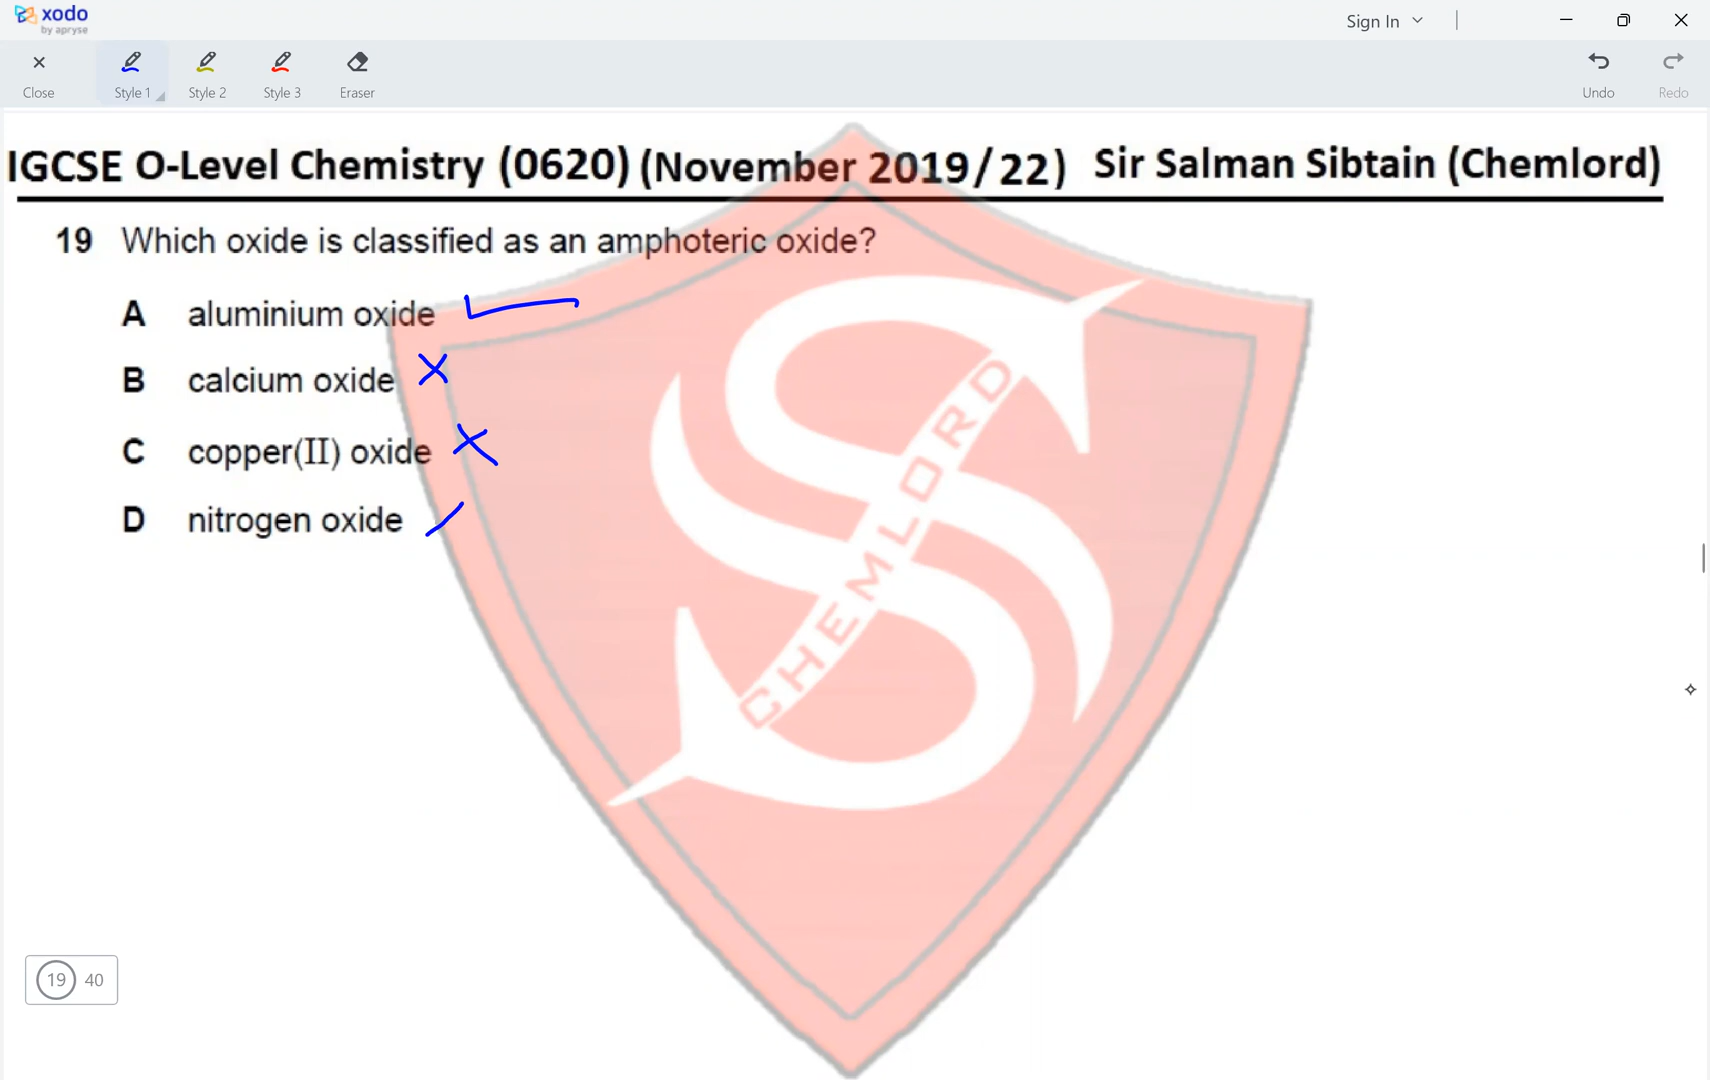 xodo
by apryse
Sign In
Close
Style 1
Style 2
Style 3
Eraser
Undo
Redo
IGCSE O-Level Chemistry (0620) (November 2019/22) Sir Salman Sibtain (Chemlord)
19 Which oxide is classified as an amphoteric oxide?
A aluminium oxide
B calcium oxide
C copper(II) oxide
D nitrogen oxide
CHEMLORD
19 40